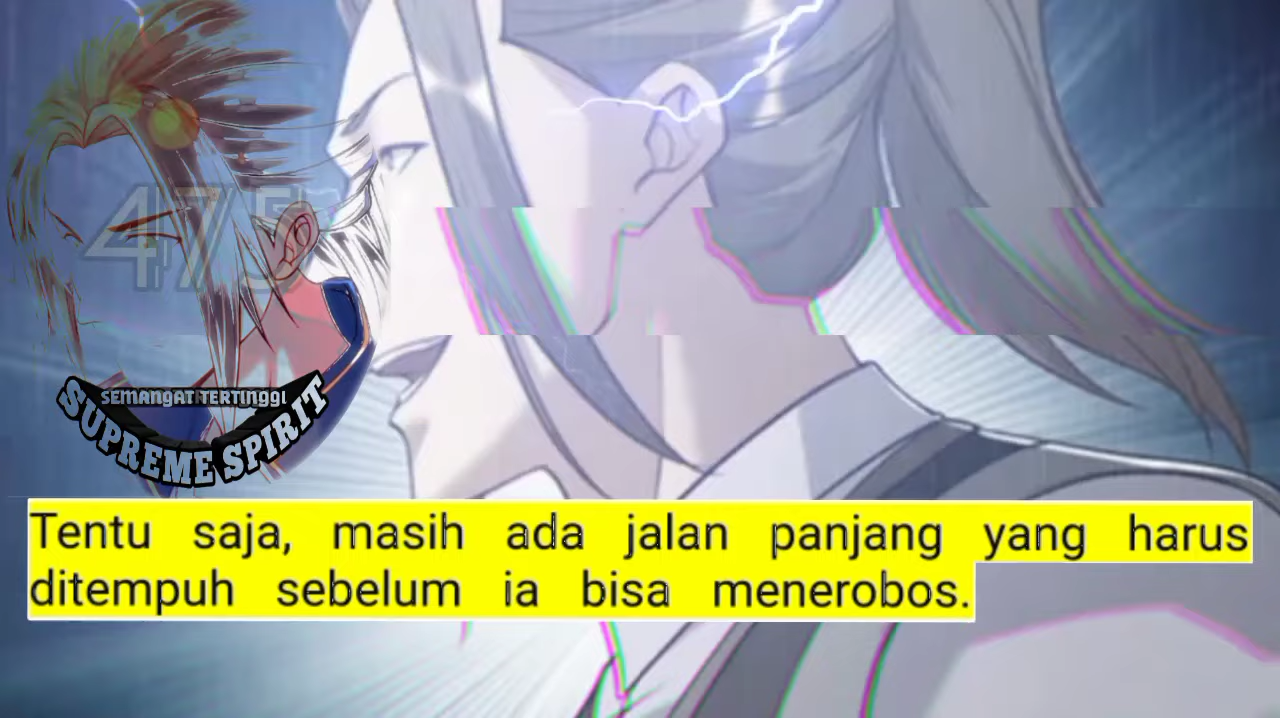 475
SEMANGAT TERTINGGI
SUPREME SPIRIT
Tentu saja, masih ada jalan panjang yang harus
ditempuh sebelum ia bisa menerobos.